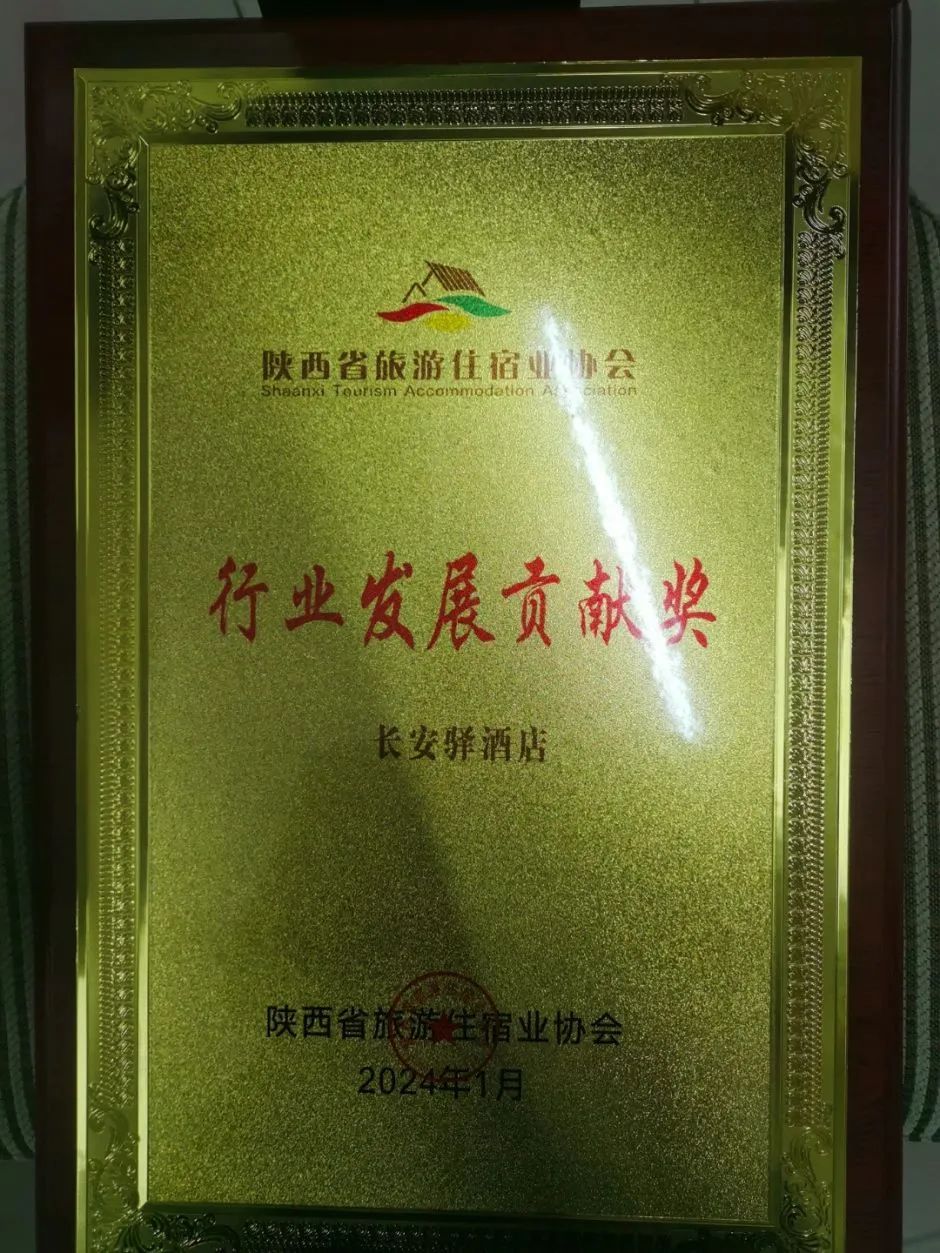 陕西省旅游住宿业协会
Shaanxi Tourism Accommodation Association
行业发展贡献奖
长安驿酒店
陕西省旅游住宿业协会
2024年1月